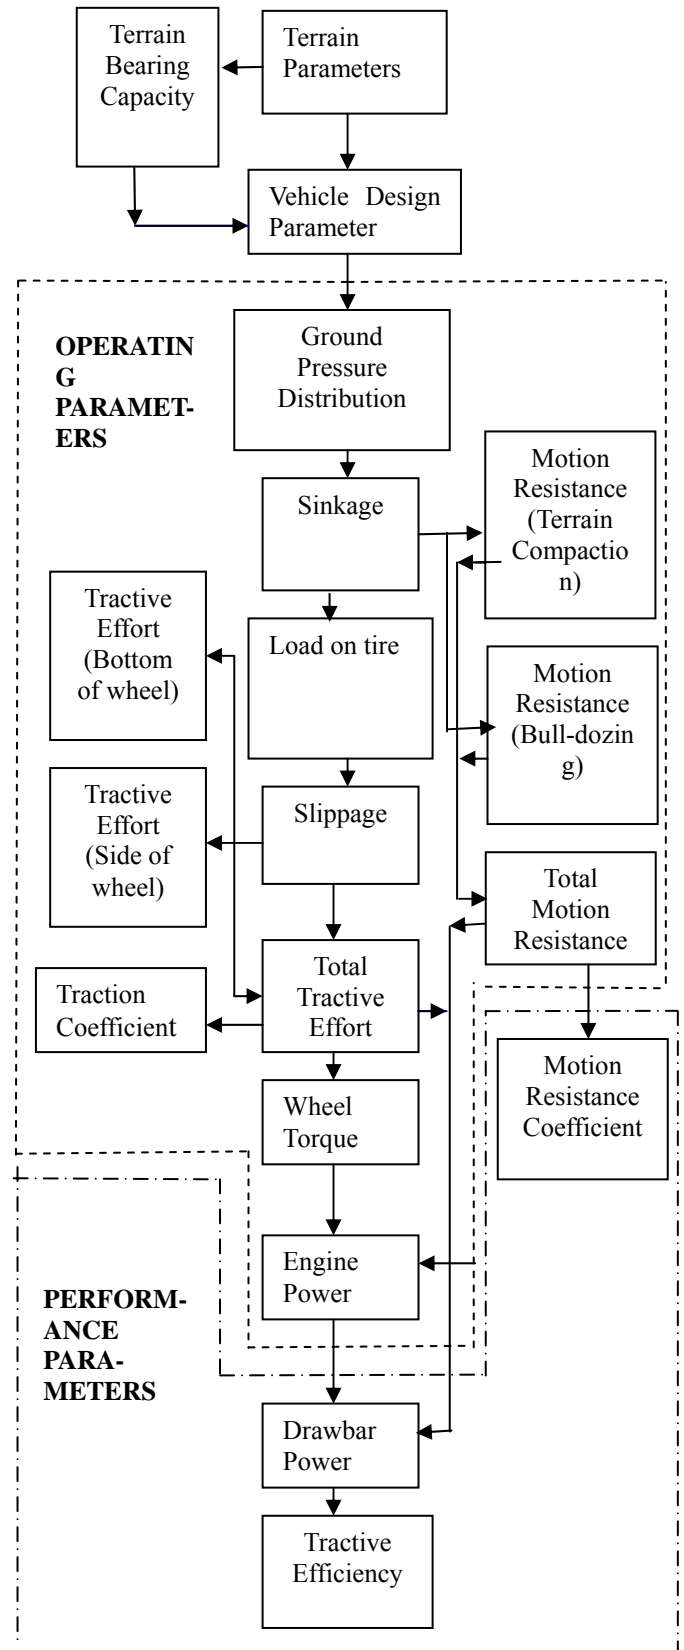 Terrain
Bearing
Capacity
Terrain
Parameters
Vehicle Design
Parameter
OPERATIN
G
PARAMET-
ERS
Ground
Pressure
Distribution
Sinkage
Motion
Resistance
(Terrain
Compactio
n)
Tractive
Effort
(Bottom
of wheel)
Load on tire
Motion
Resistance
(Bull-dozin
g)
Tractive
Effort
(Side of
wheel)
Slippage
Total
Motion
Resistance
Traction
Coefficient
Total
Tractive
Effort
Motion
Resistance
Coefficient
Wheel
Torque
Engine
Power
PERFORM-
ANCE
PARA-
METERS
Drawbar
Power
Tractive
Efficiency